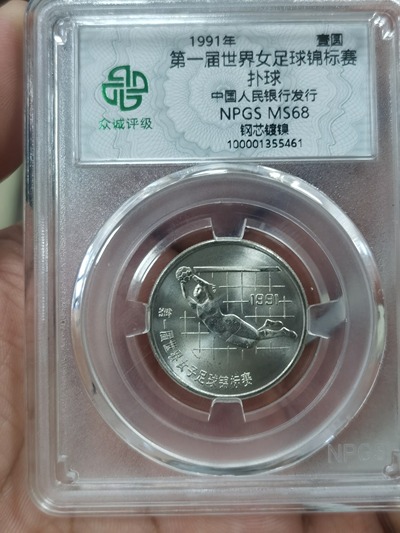 1991年 壹圆
第一届世界女足球锦标赛
扑球
中国人民银行发行
NPGS MS68
钢芯镀镍
100001355461
众诚评级
1991
第一届世界女子足球锦标赛
NPGS